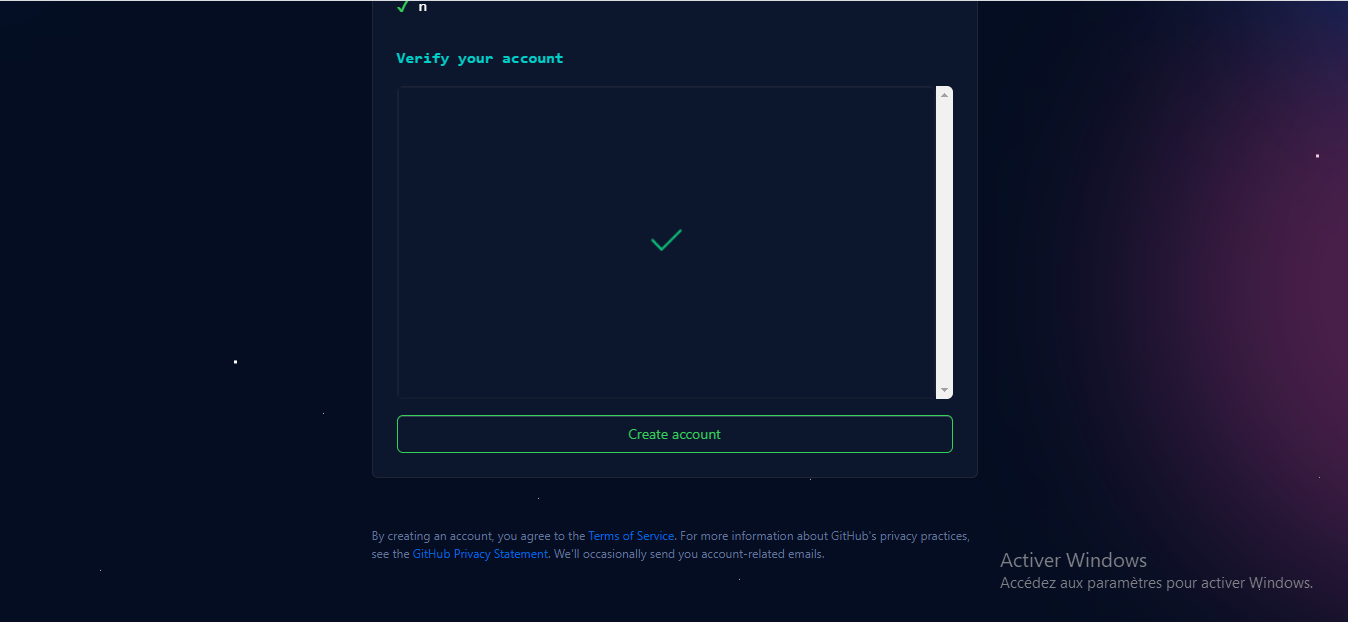 n
Verify your account
Create account
By creating an account, you agree to the Terms of Service. For more information about GitHub's privacy practices,
see the GitHub Privacy Statement. We'll occasionally send you account-related emails.
Activer Windows
Accédez aux paramètres pour activer Windows.